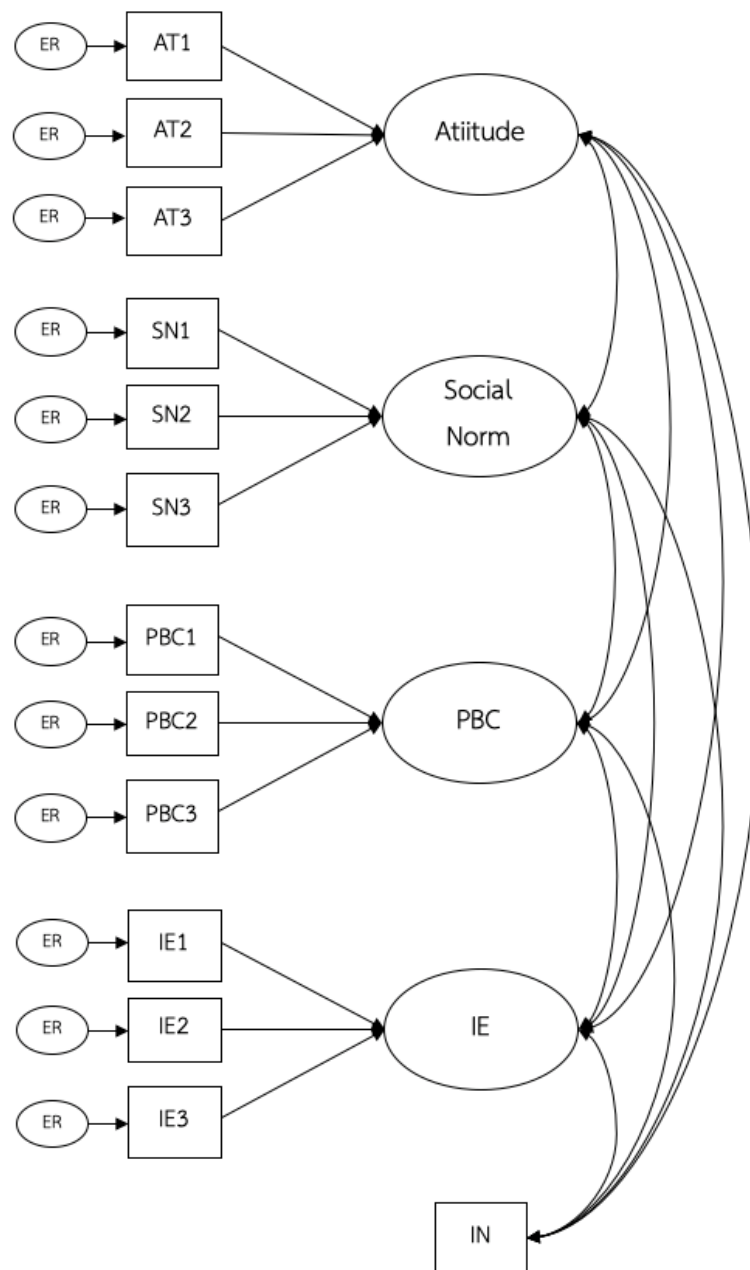 ER
AT1
ER
AT2
Atiitude
ER
AT3
ER
SN1
ER
SN2
Social
Norm
ER
SN3
ER
PBC1
ER
PBC2
PBC
ER
PBC3
ER
IE1
ER
IE2
IE
ER
IE3
IN